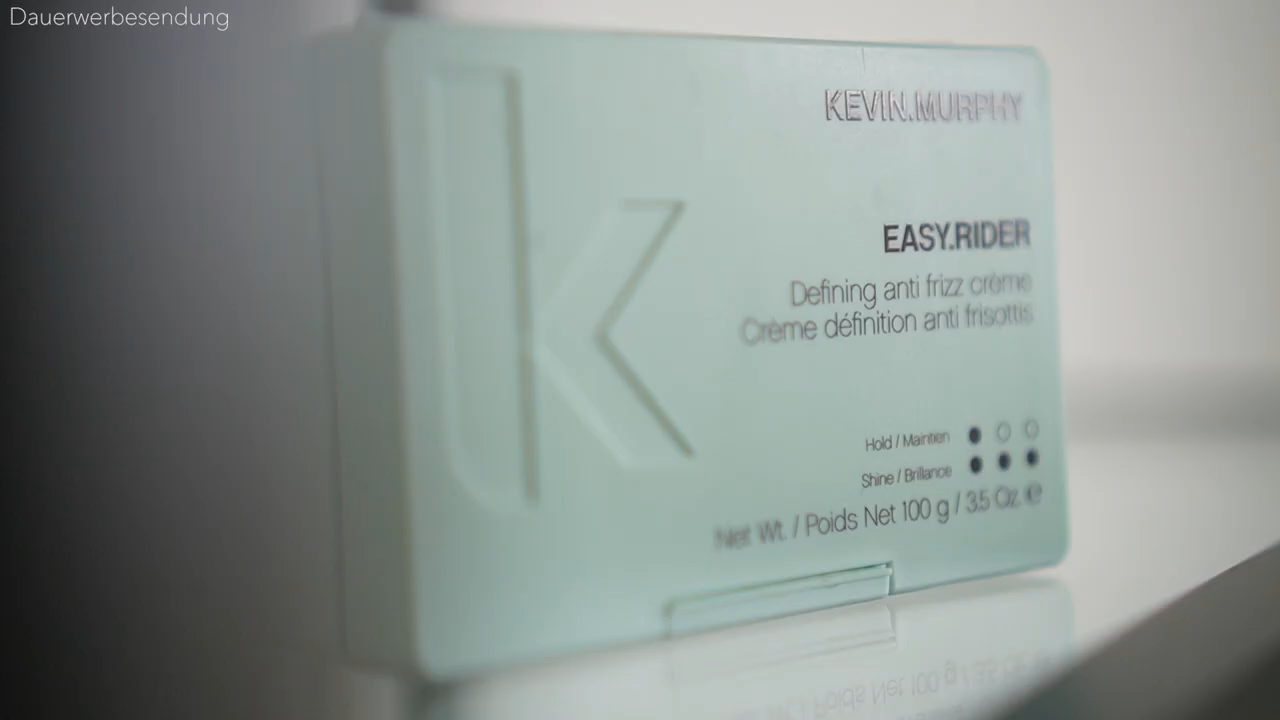 Dauerwerbesendung
KEVIN.MURPHY
EASY.RIDER
Defining anti frizz crème
Crème définition anti frisottis
Hold / Maintien
Shine / Brillance
Net Wt. / Poids Net 100 g / 3.5 Oz. ℮